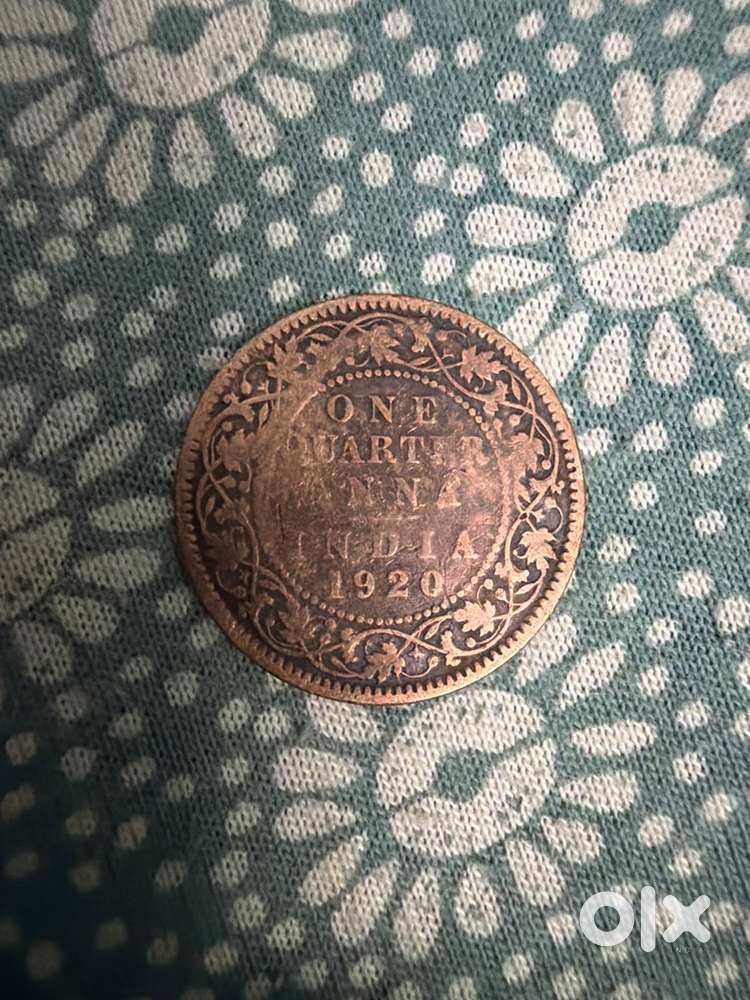 ONE
QUARTER
ANNA
INDIA
1920
olx